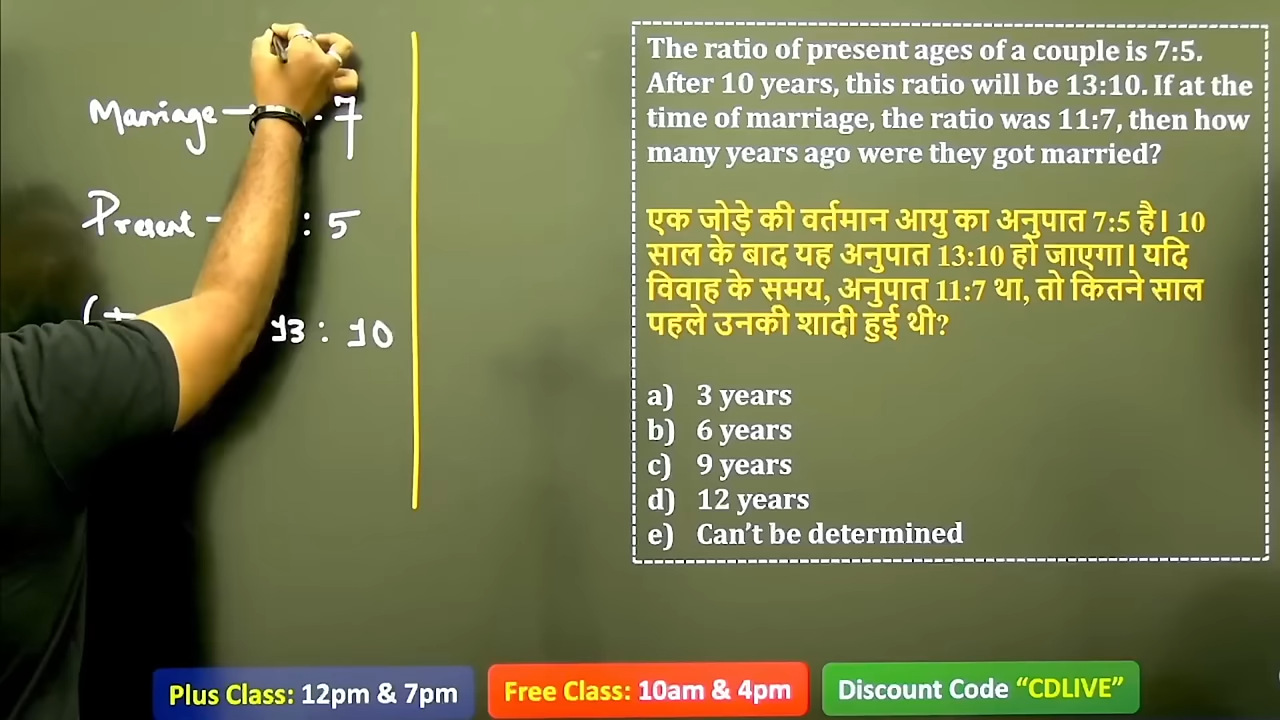 Marriage → : 7
Present - : 5
(+ 13 : 10
The ratio of present ages of a couple is 7:5.
After 10 years, this ratio will be 13:10. If at the
time of marriage, the ratio was 11:7, then how
many years ago were they got married?
एक जोड़े की वर्तमान आयु का अनुपात 7:5 है। 10
साल के बाद यह अनुपात 13:10 हो जाएगा। यदि
विवाह के समय, अनुपात 11:7 था, तो कितने साल
पहले उनकी शादी हुई थी?
a) 3 years
b) 6 years
c) 9 years
d) 12 years
e) Can't be determined
Plus Class: 12pm & 7pm
Free Class: 10am & 4pm
Discount Code “CDLIVE”